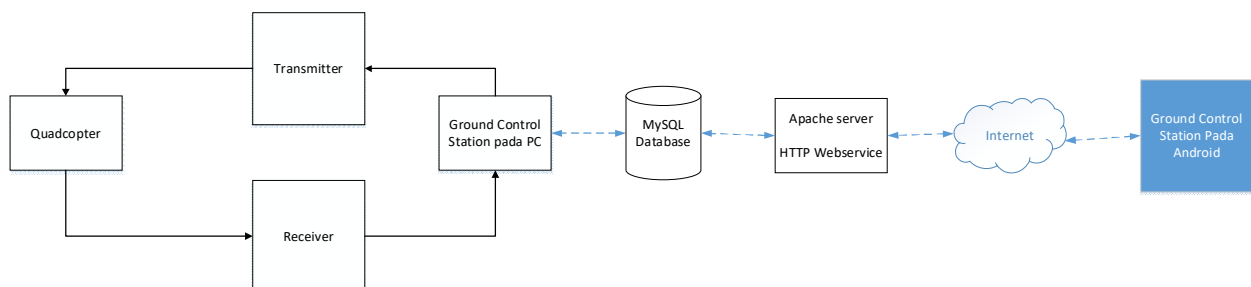 Transmitter
Quadcopter
Receiver
Ground Control
Station pada PC
MySQL
Database
Apache server
HTTP Webservice
Internet
Ground Control
Station Pada
Android